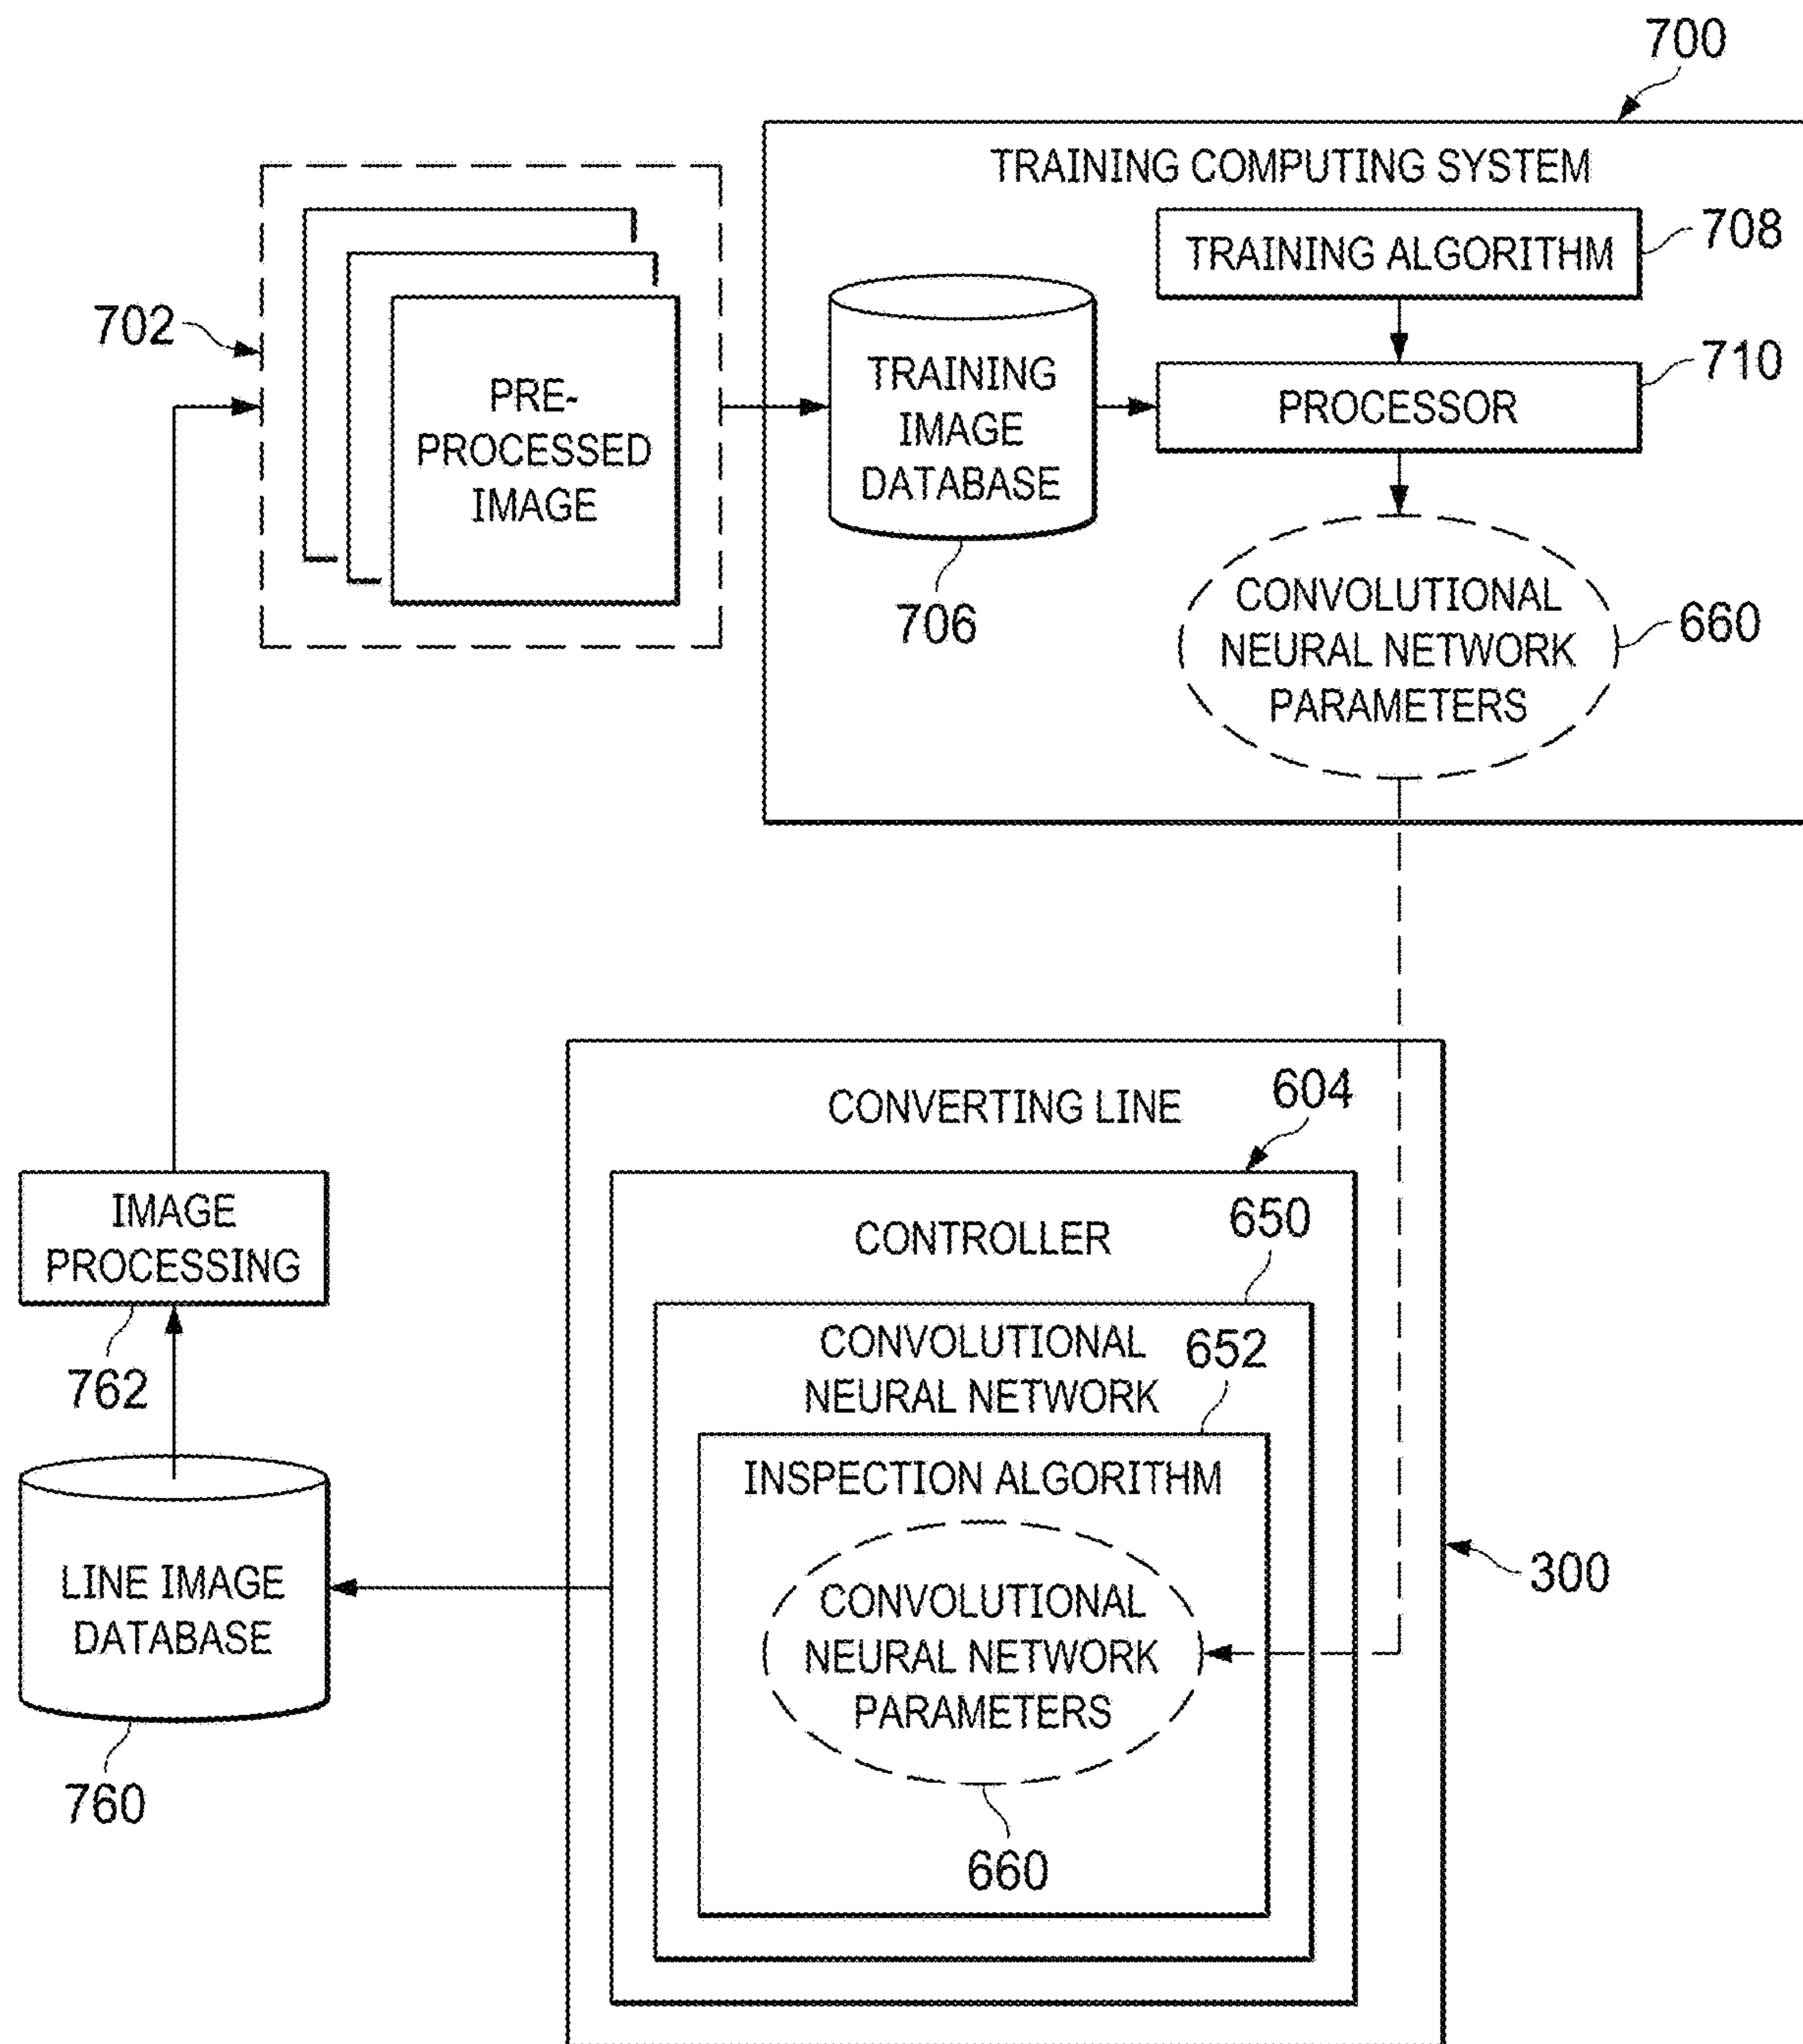 700
TRAINING COMPUTING SYSTEM
TRAINING ALGORITHM
708
702
PRE-
PROCESSED
IMAGE
TRAINING
IMAGE
DATABASE
706
PROCESSOR
710
CONVOLUTIONAL
NEURAL NETWORK
PARAMETERS
660
CONVERTING LINE
604
CONTROLLER
650
CONVOLUTIONAL
NEURAL NETWORK
652
INSPECTION ALGORITHM
CONVOLUTIONAL
NEURAL NETWORK
PARAMETERS
660
300
IMAGE
PROCESSING
762
LINE IMAGE
DATABASE
760